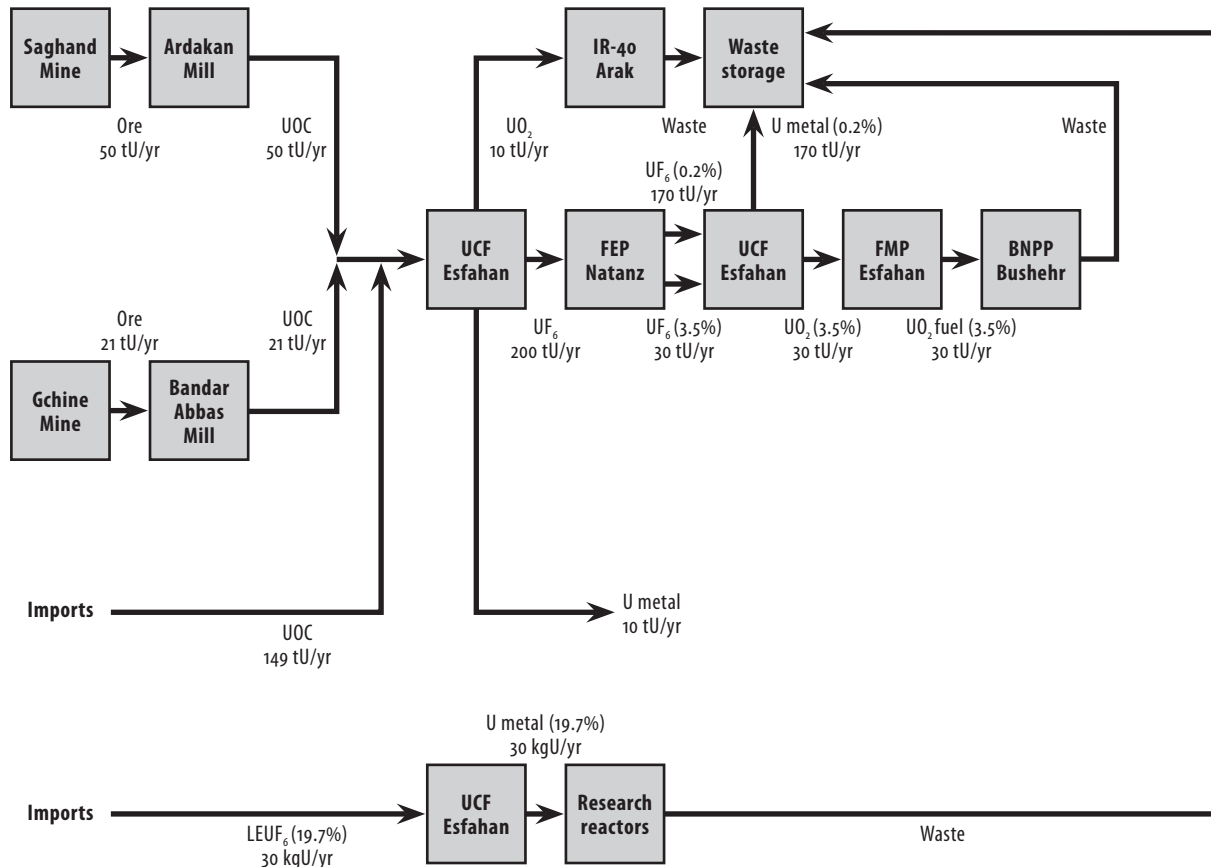 Saghand
Mine
Ardakan
Mill
IR-40
Arak
Waste
storage
Ore
50 tU/yr
UOC
50 tU/yr
UO₂
10 tU/yr
Waste
U metal (0.2%)
170 tU/yr
Waste
UF₆ (0.2%)
170 tU/yr
UCF
Esfahan
FEP
Natanz
UCF
Esfahan
FMP
Esfahan
BNPP
Bushehr
Ore
21 tU/yr
UOC
21 tU/yr
UF₆
200 tU/yr
UF₆ (3.5%)
30 tU/yr
UO₂ (3.5%)
30 tU/yr
UO₂ fuel (3.5%)
30 tU/yr
Gchine
Mine
Bandar
Abbas
Mill
Imports
UOC
149 tU/yr
U metal
10 tU/yr
U metal (19.7%)
30 kgU/yr
Imports
UCF
Esfahan
Research
reactors
LEUF₆ (19.7%)
30 kgU/yr
Waste